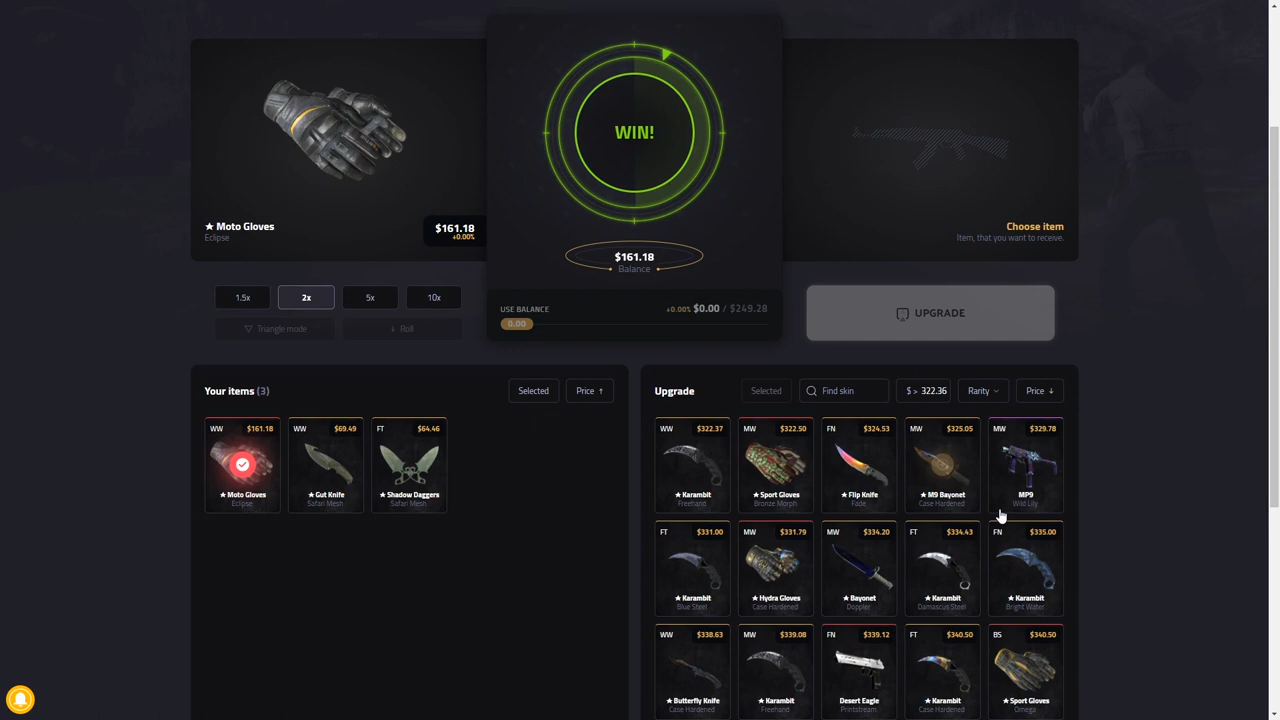 WIN!
★ Moto Gloves
Eclipse
$161.18
+0.00%
Choose item
Item, that you want to receive.
$161.18
Balance
USE BALANCE
+0.00% $0.00 / $249.28
0.00
1.5x
2x
5x
10x
Triangle mode
Roll
UPGRADE
Your items (3)
Selected
Price ↑
WW $161.18
★ Moto Gloves
Eclipse
WW $69.49
★ Gut Knife
Safari Mesh
FT $64.46
★ Shadow Daggers
Safari Mesh
Upgrade
Selected
Find skin
$ > 322.36
Rarity
Price ↓
WW $322.37
★ Karambit
Freehand
MW $322.50
★ Sport Gloves
Bronze Morph
FN $324.53
★ Flip Knife
Fade
MW $325.05
★ M9 Bayonet
Case Hardened
MW $329.78
MP9
Wild Lily
FT $331.00
★ Karambit
Blue Steel
MW $331.79
★ Hydra Gloves
Case Hardened
MW $334.20
★ Bayonet
Doppler
FT $334.43
★ Karambit
Damascus Steel
FN $335.00
★ Karambit
Bright Water
WW $338.63
★ Butterfly Knife
Case Hardened
MW $339.08
★ Karambit
Freehand
FN $339.12
Desert Eagle
Printstream
FT $340.50
★ Karambit
Case Hardened
BS $340.50
★ Sport Gloves
Omega